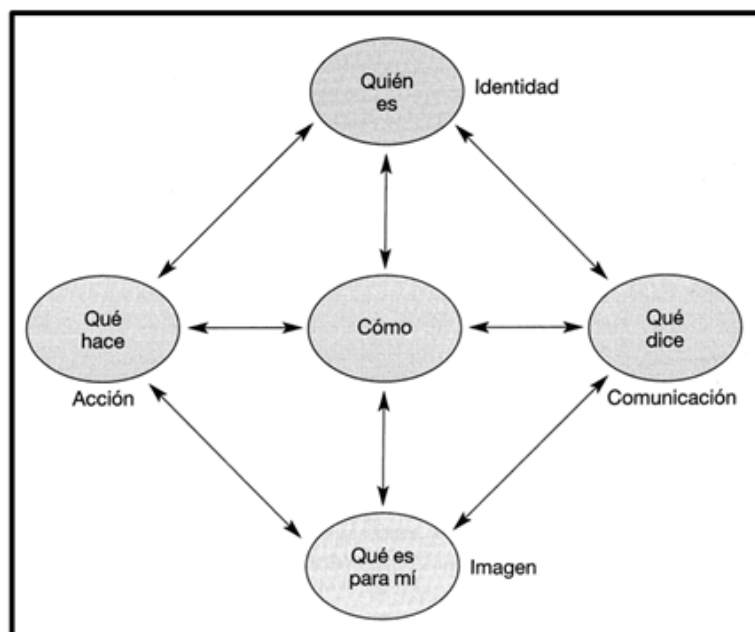 Quién
es
Identidad
Qué
hace
Cómo
Qué
dice
Acción
Comunicación
Qué es
para mí
Imagen